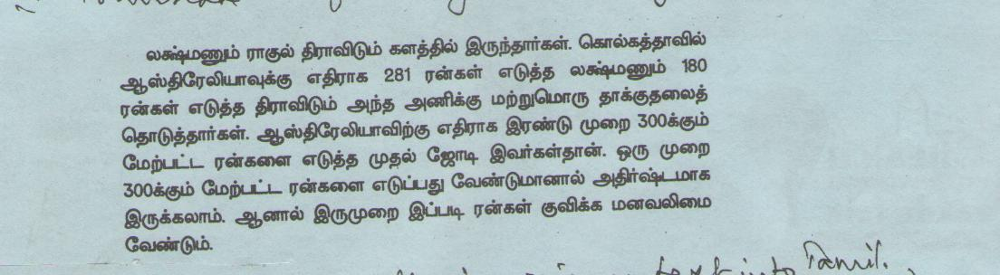 லக்ஷ்மணும் ராகுல் திராவிடும் களத்தில் இருந்தார்கள். கொல்கத்தாவில்
ஆஸ்திரேலியாவுக்கு எதிராக 281 ரன்கள் எடுத்த லக்ஷ்மணும் 180
ரன்கள் எடுத்த திராவிடும் அந்த அணிக்கு மற்றுமொரு தாக்குதலைத்
தொடுத்தார்கள். ஆஸ்திரேலியாவிற்கு எதிராக இரண்டு முறை 300க்கும்
மேற்பட்ட ரன்களை எடுத்த முதல் ஜோடி இவர்கள்தான். ஒரு முறை
300க்கும் மேற்பட்ட ரன்களை எடுப்பது வேண்டுமானால் அதிர்ஷ்டமாக
இருக்கலாம். ஆனால் இருமுறை இப்படி ரன்கள் குவிக்க மனவலிமை
வேண்டும்.
into Tamil.